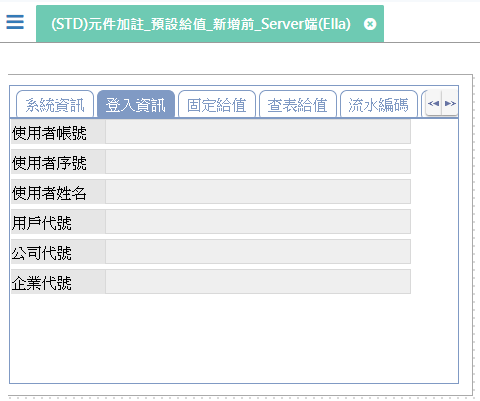 (STD)元件加註_預設給值_新增前_Server端(Ella)
系統資訊 登入資訊 固定給值 查表給值 流水編碼
使用者帳號
使用者序號
使用者姓名
用戶代號
公司代號
企業代號